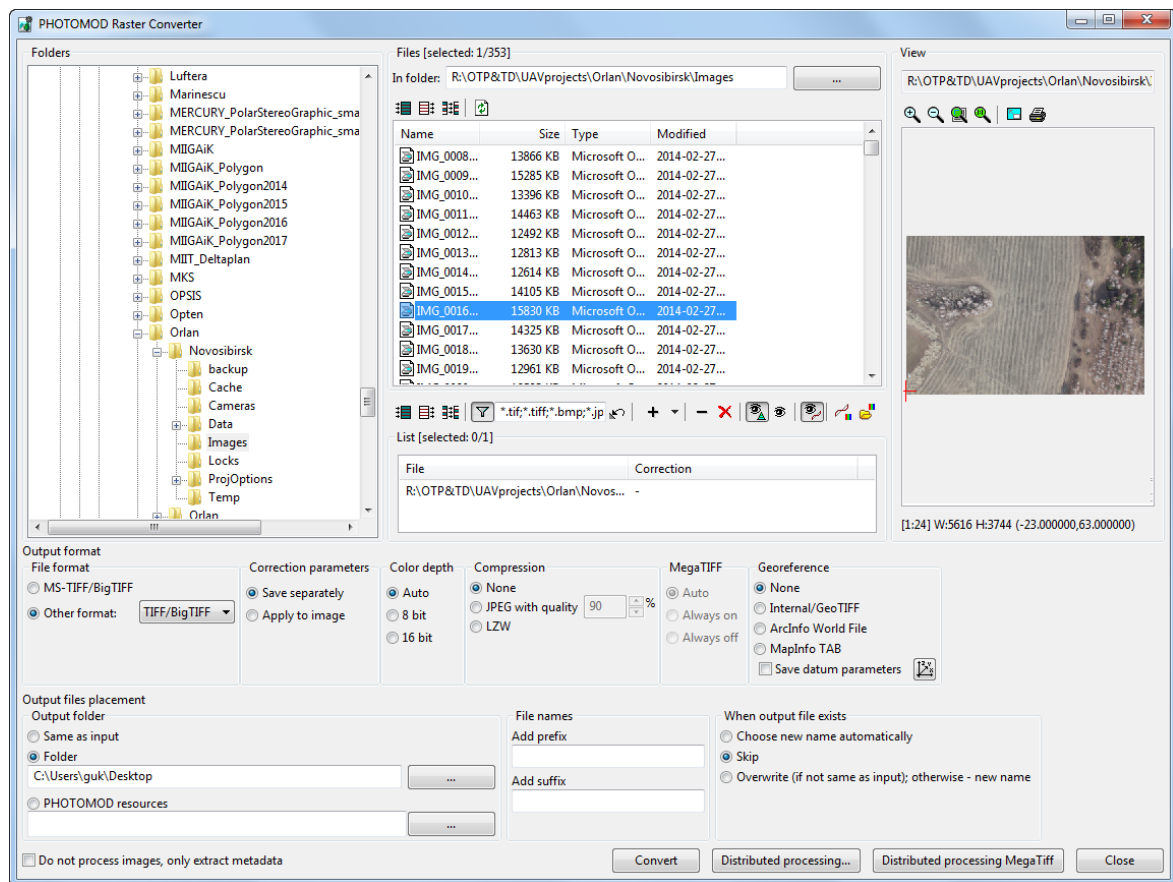 PHOTOMOD Raster Converter
Folders
Luftera
Marinescu
MERCURY_PolarStereoGraphic_sma
MERCURY_PolarStereoGraphic_sma
MIIGAiK
MIIGAiK_Polygon
MIIGAiK_Polygon2014
MIIGAiK_Polygon2015
MIIGAiK_Polygon2016
MIIGAiK_Polygon2017
MIIT_Deltaplan
MKS
OPSIS
Opten
Orlan
Novosibirsk
backup
Cache
Cameras
Data
Images
Locks
ProjOptions
Temp
Orlan
Files [selected: 1/353]
In folder: R:\OTP&TD\UAVprojects\Orlan\Novosibirsk\Images ...
Name Size Type Modified
IMG_0008... 13866 KB Microsoft O... 2014-02-27...
IMG_0009... 15285 KB Microsoft O... 2014-02-27...
IMG_0010... 13396 KB Microsoft O... 2014-02-27...
IMG_0011... 14463 KB Microsoft O... 2014-02-27...
IMG_0012... 12492 KB Microsoft O... 2014-02-27...
IMG_0013... 12813 KB Microsoft O... 2014-02-27...
IMG_0014... 12614 KB Microsoft O... 2014-02-27...
IMG_0015... 14105 KB Microsoft O... 2014-02-27...
IMG_0016... 15830 KB Microsoft O... 2014-02-27...
IMG_0017... 14325 KB Microsoft O... 2014-02-27...
IMG_0018... 13630 KB Microsoft O... 2014-02-27...
IMG_0019... 12961 KB Microsoft O... 2014-02-27...
*.tif;*.tiff;*.bmp;*.jp
List [selected: 0/1]
File Correction
R:\OTP&TD\UAVprojects\Orlan\Novos... -
View
R:\OTP&TD\UAVprojects\Orlan\Novosibirsk\
[1:24] W:5616 H:3744 (-23.000000,63.000000)
Output format
File format
MS-TIFF/BigTIFF
Other format: TIFF/BigTIFF
Correction parameters
Save separately
Apply to image
Color depth
Auto
8 bit
16 bit
Compression
None
JPEG with quality 90 %
LZW
MegaTIFF
Auto
Always on
Always off
Georeference
None
Internal/GeoTIFF
ArcInfo World File
MapInfo TAB
Save datum parameters
Output files placement
Output folder
Same as input
Folder
C:\Users\guk\Desktop ...
PHOTOMOD resources
...
File names
Add prefix
Add suffix
When output file exists
Choose new name automatically
Skip
Overwrite (if not same as input); otherwise - new name
Do not process images, only extract metadata
Convert
Distributed processing...
Distributed processing MegaTiff
Close